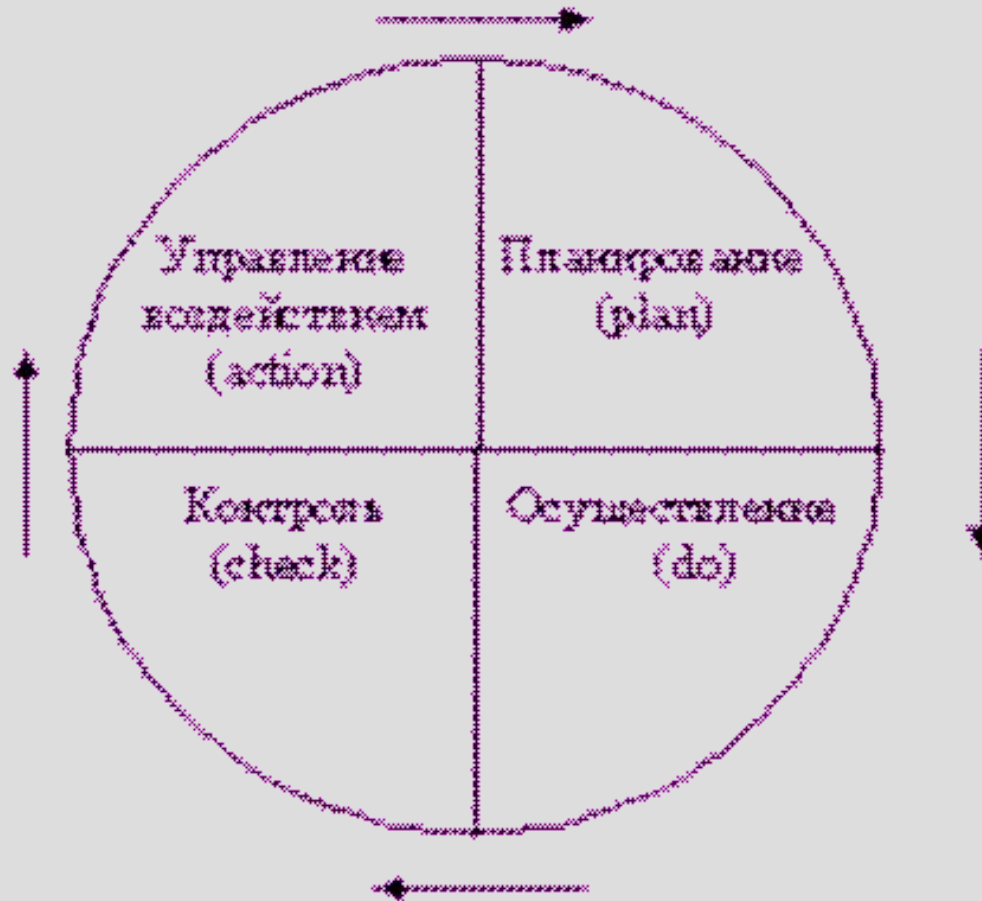 Управление
воздействием
(action)
Планирование
(plan)
Контроль
(check)
Осуществление
(do)